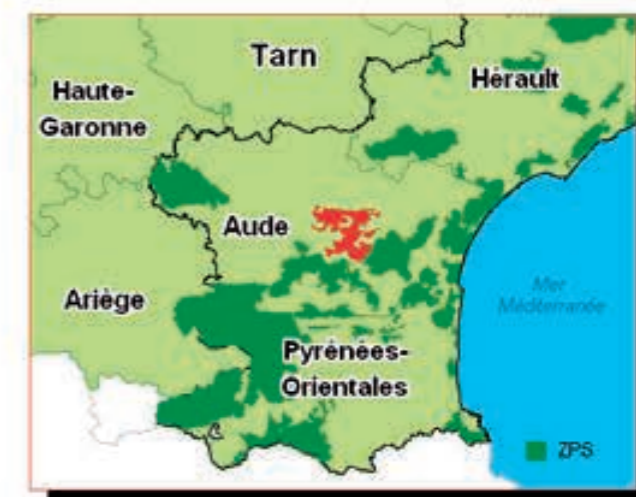 Tarn
Hérault
Haute-
Garonne
Aude
Ariège
Mer
Méditerranée
Pyrénées-
Orientales
ZPS